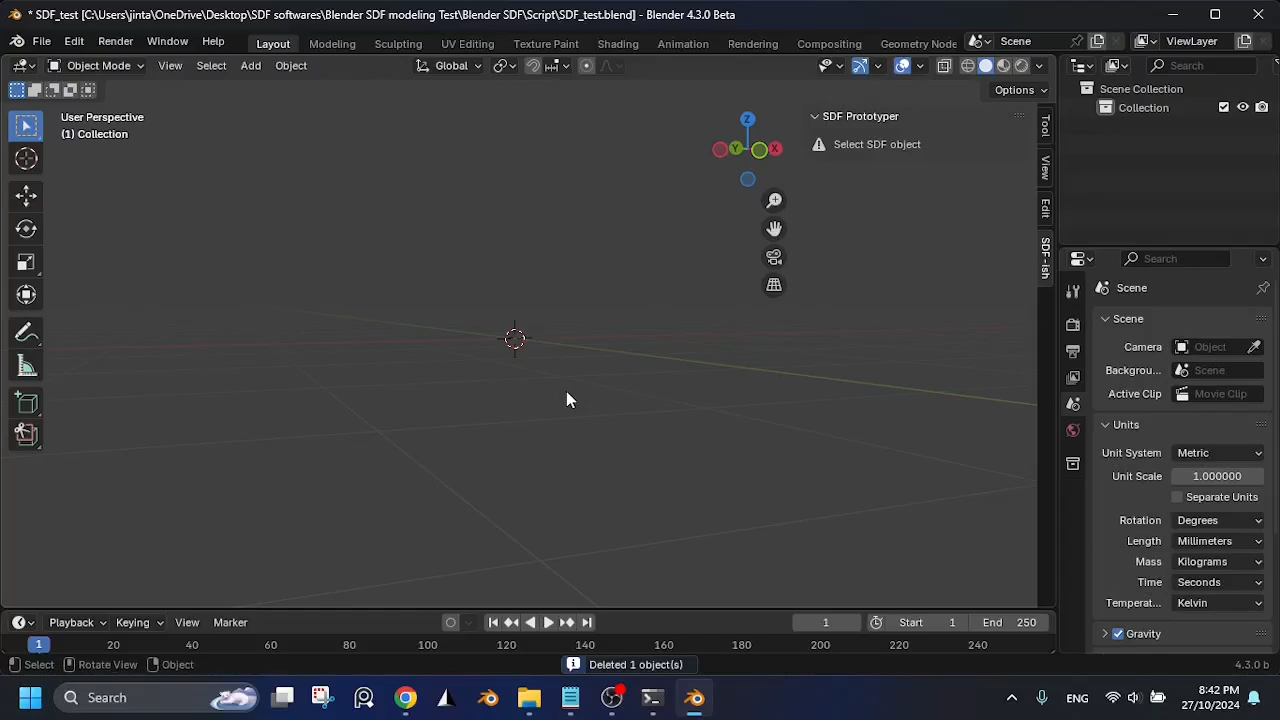 * SDF_test [C:\Users\jinta\OneDrive\Desktop\SDF softwares\Blender SDF modeling Test\Blender SDF\Script\SDF_test.blend] - Blender 4.3.0 Beta
File Edit Render Window Help Layout Modeling Sculpting UV Editing Texture Paint Shading Animation Rendering Compositing Geometry Node Scene ViewLayer
Object Mode View Select Add Object Global Search
Options
User Perspective
(1) Collection
Z
Y
X
SDF Prototyper
Select SDF object
Tool
View
Edit
SDF-ish
Scene Collection
Collection
Search
Scene
Scene
Camera Object
Backgrou... Scene
Active Clip Movie Clip
Units
Unit System Metric
Unit Scale 1.000000
Separate Units
Rotation Degrees
Length Millimeters
Mass Kilograms
Time Seconds
Temperat... Kelvin
Gravity
Playback Keying View Marker 1 Start 1 End 250
1 20 40 60 80 100 120 140 160 180 200 220 240
Select Rotate View Object Deleted 1 object(s) 4.3.0 b
Search ENG 8:42 PM
27/10/2024